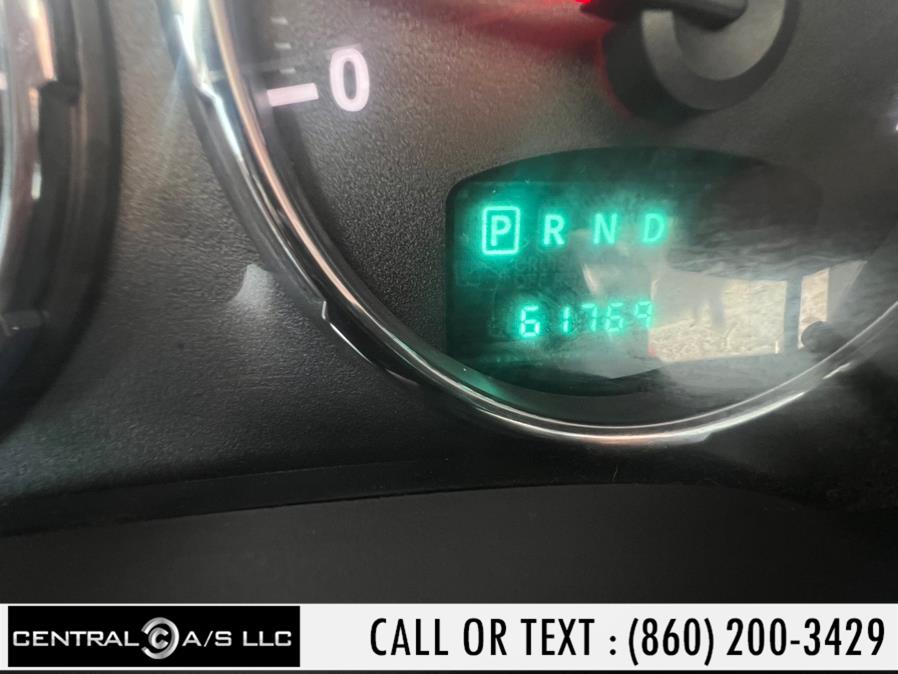 0
P R N D
61769
CENTRAL C A/S LLC
CALL OR TEXT : (860) 200-3429